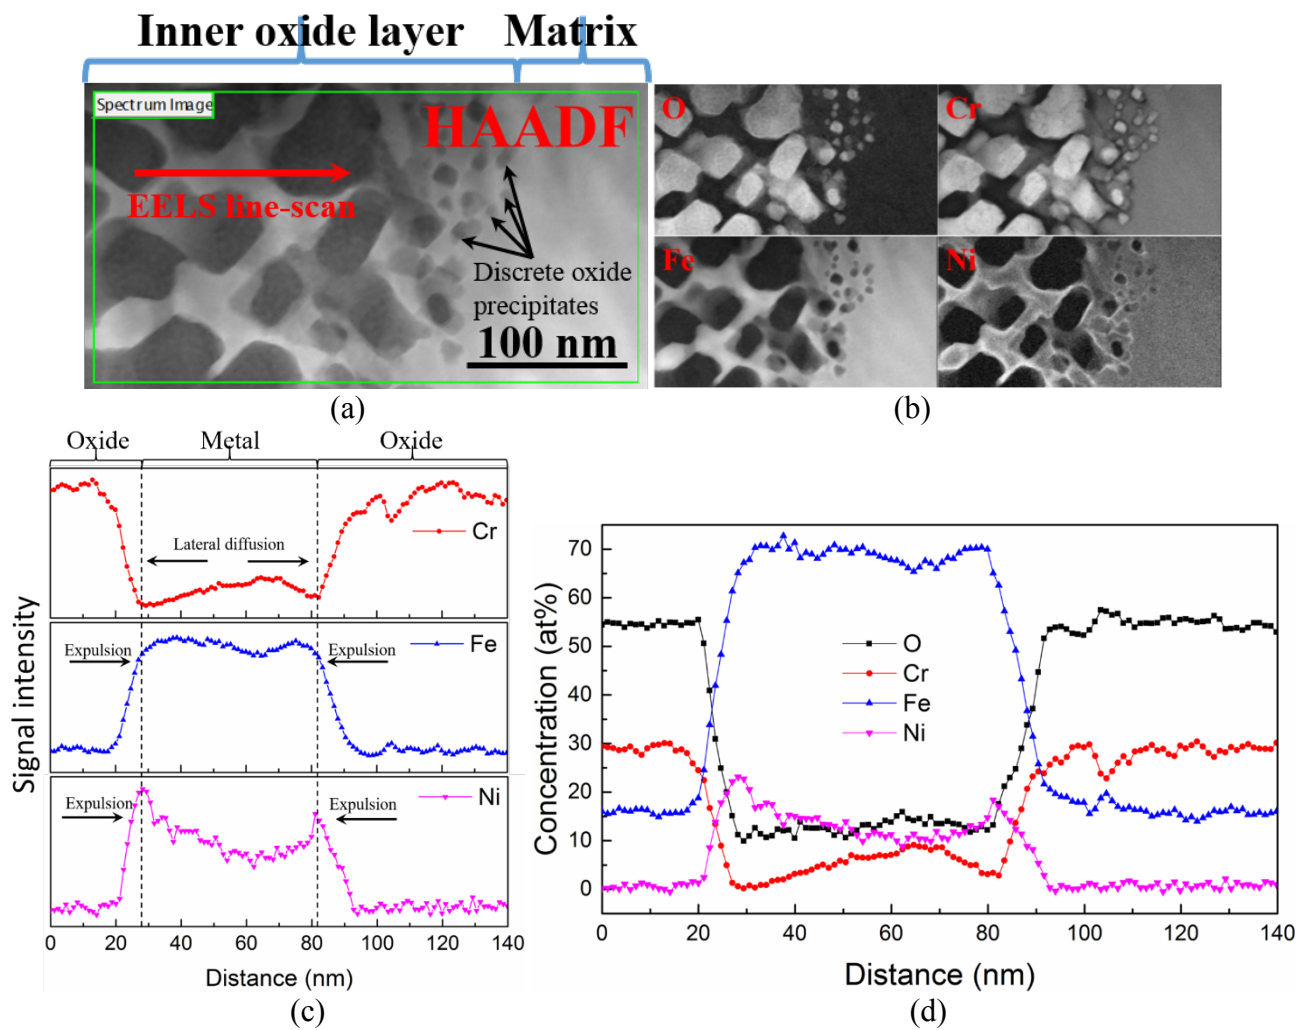 Inner oxide layer Matrix
Spectrum Image
HAADF
EELS line-scan
Discrete oxide
precipitates
100 nm
(a)
O Cr
Fe Ni
(b)
Oxide Metal Oxide
Cr
Lateral diffusion
Fe
Expulsion Expulsion
Ni
Expulsion Expulsion
Signal intensity
0 20 40 60 80 100 120 140
Distance (nm)
(c)
70
60
50
40
30
20
10
0
Concentration (at%)
O
Cr
Fe
Ni
0 20 40 60 80 100 120 140
Distance (nm)
(d)